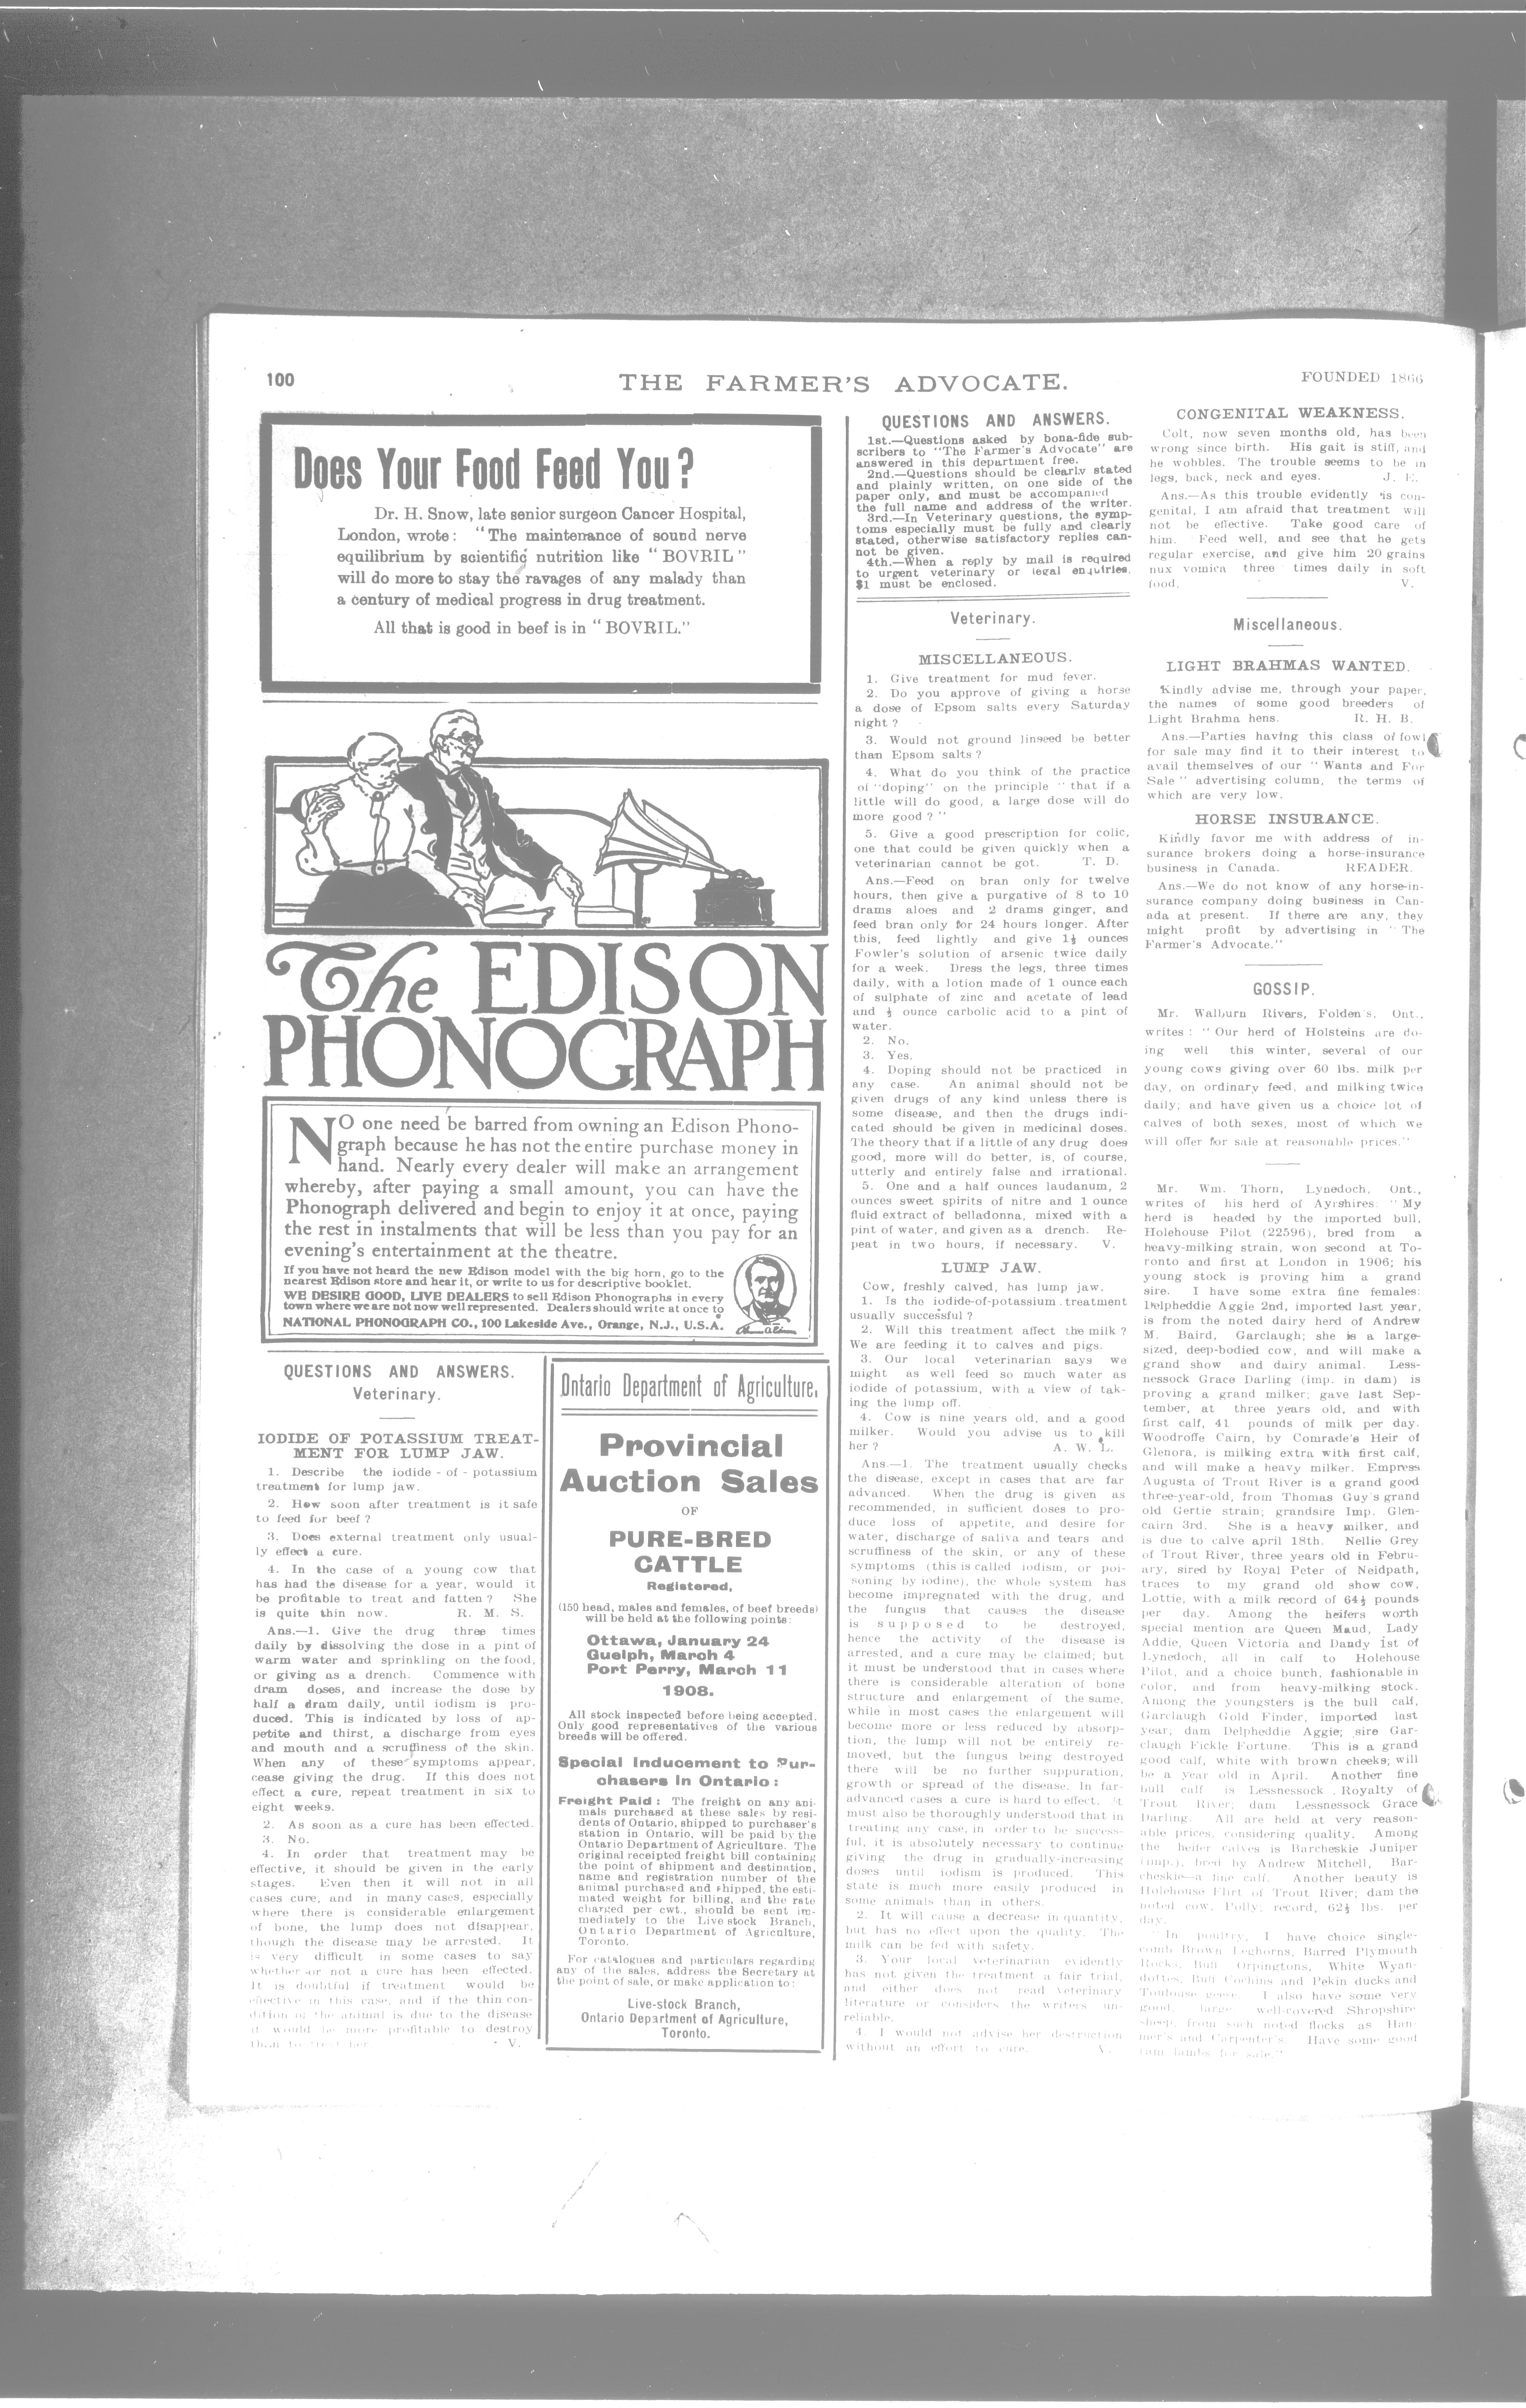 100
THE FARMER'S ADVOCATE.
FOUNDED 1866
Does Your Food Feed You?
Dr. H. Snow, late senior surgeon Cancer Hospital,
London, wrote: "The maintenance of sound nerve
equilibrium by scientific nutrition like "BOVRIL"
will do more to stay the ravages of any malady than
a century of medical progress in drug treatment.
All that is good in beef is in "BOVRIL."
The EDISON
PHONOGRAPH
NO one need be barred from owning an Edison Phono-
graph because he has not the entire purchase money in
hand. Nearly every dealer will make an arrangement
whereby, after paying a small amount, you can have the
Phonograph delivered and begin to enjoy it at once, paying
the rest in instalments that will be less than you pay for an
evening's entertainment at the theatre.
If you have not heard the new Edison model with the big horn, go to the
nearest Edison store and hear it, or write to us for descriptive booklet.
WE DESIRE GOOD, LIVE DEALERS to sell Edison Phonographs in every
town where we are not now well represented. Dealers should write at once to
NATIONAL PHONOGRAPH CO., 100 Lakeside Ave., Orange, N.J., U.S.A.
QUESTIONS AND ANSWERS.
Veterinary.
IODIDE OF POTASSIUM TREAT-
MENT FOR LUMP JAW.
1. Describe the iodide-of-potassium
treatment for lump jaw.
2. How soon after treatment is it safe
to feed for beef?
3. Does external treatment only usual-
ly effect a cure.
4. In the case of a young cow that
has had the disease for a year, would it
be profitable to treat and fatten? She
is quite thin now. R. M. S.
Ans.—1. Give the drug three times
daily by dissolving the dose in a pint of
warm water and sprinkling on the food,
or giving as a drench. Commence with
dram doses, and increase the dose by
half a dram daily, until iodism is pro-
duced. This is indicated by loss of ap-
petite and thirst, a discharge from eyes
and mouth and a scruffiness of the skin.
When any of these symptoms appear,
cease giving the drug. If this does not
effect a cure, repeat treatment in six to
eight weeks.
2. As soon as a cure has been effected.
3. No.
4. In order that treatment may be
effective, it should be given in the early
stages. Even then it will not in all
cases cure, and in many cases, especially
where there is considerable enlargement
of bone, the lump does not disappear,
though the disease may be arrested. It
is very difficult in some cases to say
whether or not a cure has been effected.
It is doubtful if treatment would be
effective in this case, and if the thin con-
dition of the animal is due to the disease
it would be more profitable to destroy
than to treat her. V.
Ontario Department of Agriculture.
Provincial
Auction Sales
OF
PURE-BRED
CATTLE
Registered,
(150 head, males and females, of beef breeds)
will be held at the following points:
Ottawa, January 24
Guelph, March 4
Port Perry, March 11
1908.
All stock inspected before being accepted.
Only good representatives of the various
breeds will be offered.
Special Inducement to Pur-
chasers in Ontario:
Freight Paid: The freight on any ani-
mals purchased at these sales by resi-
dents of Ontario, shipped to purchaser's
station in Ontario, will be paid by the
Ontario Department of Agriculture. The
original receipted freight bill containing
the point of shipment and destination,
name and registration number of the
animal purchased and shipped, the esti-
mated weight for billing, and the rate
charged per cwt., should be sent im-
mediately to the Live stock Branch,
Ontario Department of Agriculture,
Toronto.
For catalogues and particulars regarding
any of the sales, address the Secretary at
the point of sale, or make application to:
Live-stock Branch,
Ontario Department of Agriculture,
Toronto.
QUESTIONS AND ANSWERS.
1st.—Questions asked by bona-fide sub-
scribers to "The Farmer's Advocate" are
answered in this department free.
2nd.—Questions should be clearly stated
and plainly written, on one side of the
paper only, and must be accompanied
the full name and address of the writer.
3rd.—In Veterinary questions, the symp-
toms especially must be fully and clearly
stated, otherwise satisfactory replies can-
not be given.
4th.—When a reply by mail is required
to urgent veterinary or legal enquiries,
$1 must be enclosed.
Veterinary.
MISCELLANEOUS.
1. Give treatment for mud fever.
2. Do you approve of giving a horse
a dose of Epsom salts every Saturday
night?
3. Would not ground linseed be better
than Epsom salts?
4. What do you think of the practice
of "doping" on the principle "that if a
little will do good, a large dose will do
more good?"
5. Give a good prescription for colic,
one that could be given quickly when a
veterinarian cannot be got. T. D.
Ans.—Feed on bran only for twelve
hours, then give a purgative of 8 to 10
drams aloes and 2 drams ginger, and
feed bran only for 24 hours longer. After
this, feed lightly and give 1½ ounces
Fowler's solution of arsenic twice daily
for a week. Dress the legs, three times
daily, with a lotion made of 1 ounce each
of sulphate of zinc and acetate of lead
and ½ ounce carbolic acid to a pint of
water.
2. No.
3. Yes.
4. Doping should not be practiced in
any case. An animal should not be
given drugs of any kind unless there is
some disease, and then the drugs indi-
cated should be given in medicinal doses.
The theory that if a little of any drug does
good, more will do better, is, of course,
utterly and entirely false and irrational.
5. One and a half ounces laudanum, 2
ounces sweet spirits of nitre and 1 ounce
fluid extract of belladonna, mixed with a
pint of water, and given as a drench. Re-
peat in two hours, if necessary. V.
LUMP JAW.
Cow, freshly calved, has lump jaw.
1. Is the iodide-of-potassium treatment
usually successful?
2. Will this treatment affect the milk?
We are feeding it to calves and pigs.
3. Our local veterinarian says we
might as well feed so much water as
iodide of potassium, with a view of tak-
ing the lump off.
4. Cow is nine years old, and a good
milker. Would you advise us to kill
her? A. W. L.
Ans.—1. The treatment usually checks
the disease, except in cases that are far
advanced. When the drug is given as
recommended, in sufficient doses to pro-
duce loss of appetite, and desire for
water, discharge of saliva and tears and
scruffiness of the skin, or any of these
symptoms (this is called iodism, or poi-
soning by iodine), the whole system has
become impregnated with the drug, and
the fungus that causes the disease
is supposed to be destroyed,
hence the activity of the disease is
arrested, and a cure may be claimed; but
it must be understood that in cases where
there is considerable alteration of bone
structure and enlargement of the same,
while in most cases the enlargement will
become more or less reduced by absorp-
tion, the lump will not be entirely re-
moved, but the fungus being destroyed
there will be no further suppuration,
growth or spread of the disease. In far-
advanced cases a cure is hard to effect. It
must also be thoroughly understood that in
treating any case, in order to be success-
ful, it is absolutely necessary to continue
giving the drug in gradually-increasing
doses until iodism is produced. This
state is much more easily produced in
some animals than in others.
2. It will cause a decrease in quantity,
but has no effect upon the quality. The
milk can be fed with safety.
3. Your local veterinarian evidently
has not given the treatment a fair trial,
and either does not read veterinary
literature or considers the writers un-
reliable.
4. I would not advise her destruction
without an effort to cure. V.
CONGENITAL WEAKNESS.
Colt, now seven months old, has been
wrong since birth. His gait is stiff, and
he wobbles. The trouble seems to be in
legs, back, neck and eyes. J. E.
Ans.—As this trouble evidently is con-
genital, I am afraid that treatment will
not be effective. Take good care of
him. Feed well, and see that he gets
regular exercise, and give him 20 grains
nux vomica three times daily in soft
food. V.
Miscellaneous.
LIGHT BRAHMAS WANTED.
Kindly advise me, through your paper,
the names of some good breeders of
Light Brahma hens. R. H. B.
Ans.—Parties having this class of fowl
for sale may find it to their interest to
avail themselves of our "Wants and For
Sale" advertising column, the terms of
which are very low.
HORSE INSURANCE.
Kindly favor me with address of in-
surance brokers doing a horse-insurance
business in Canada. READER.
Ans.—We do not know of any horse-in-
surance company doing business in Can-
ada at present. If there are any, they
might profit by advertising in "The
Farmer's Advocate."
GOSSIP.
Mr. Walburn Rivers, Folden's, Ont.,
writes: "Our herd of Holsteins are do-
ing well this winter, several of our
young cows giving over 60 lbs. milk per
day, on ordinary feed, and milking twice
daily; and have given us a choice lot of
calves of both sexes, most of which we
will offer for sale at reasonable prices."
Mr. Wm. Thorn, Lynedoch, Ont.,
writes of his herd of Ayrshires: "My
herd is headed by the imported bull,
Holehouse Pilot (22596), bred from a
heavy-milking strain, won second at To-
ronto and first at London in 1906; his
young stock is proving him a grand
sire. I have some extra fine females:
Delpheddie Aggie 2nd, imported last year,
is from the noted dairy herd of Andrew
M. Baird, Garclaugh; she is a large-
sized, deep-bodied cow, and will make a
grand show and dairy animal. Less-
nessock Grace Darling (imp. in dam) is
proving a grand milker; gave last Sep-
tember, at three years old, and with
first calf, 41 pounds of milk per day.
Woodroffe Cairn, by Comrade's Heir of
Glenora, is milking extra with first calf,
and will make a heavy milker. Empress
Augusta of Trout River is a grand good
three-year-old, from Thomas Guy's grand
old Gertie strain; grandsire Imp. Glen-
cairn 3rd. She is a heavy milker, and
is due to calve april 18th. Nellie Grey
of Trout River, three years old in Febru-
ary, sired by Royal Peter of Neidpath,
traces to my grand old show cow,
Lottie, with a milk record of 64½ pounds
per day. Among the heifers worth
special mention are Queen Maud, Lady
Addie, Queen Victoria and Dandy 1st of
Lynedoch, all in calf to Holehouse
Pilot, and a choice bunch, fashionable in
color, and from heavy-milking stock.
Among the youngsters is the bull calf,
Garclaugh Gold Finder, imported last
year; dam Delpheddie Aggie; sire Gar-
claugh Fickle Fortune. This is a grand
good calf, white with brown cheeks; will
be a year old in April. Another fine
bull calf is Lessnessock Royalty of
Trout River; dam Lessnessock Grace
Darling. All are held at very reason-
able prices, considering quality. Among
the heifer calves is Barcheskie Juniper
(imp.), bred by Andrew Mitchell, Bar-
cheskie—a fine calf. Another beauty is
Holehouse Flirt of Trout River; dam the
noted cow, Polly; record, 62½ lbs. per
day.
"In poultry, I have choice single-
comb Brown Leghorns, Barred Plymouth
Rocks, Buff Orpingtons, White Wyan-
dottes, Buff Cochins and Pekin ducks and
Toulouse geese. I also have some very
good, large, well-covered Shropshire
sheep, from such noted flocks as Han-
mer's and Carpenter's. Have some good
ram lambs for sale."